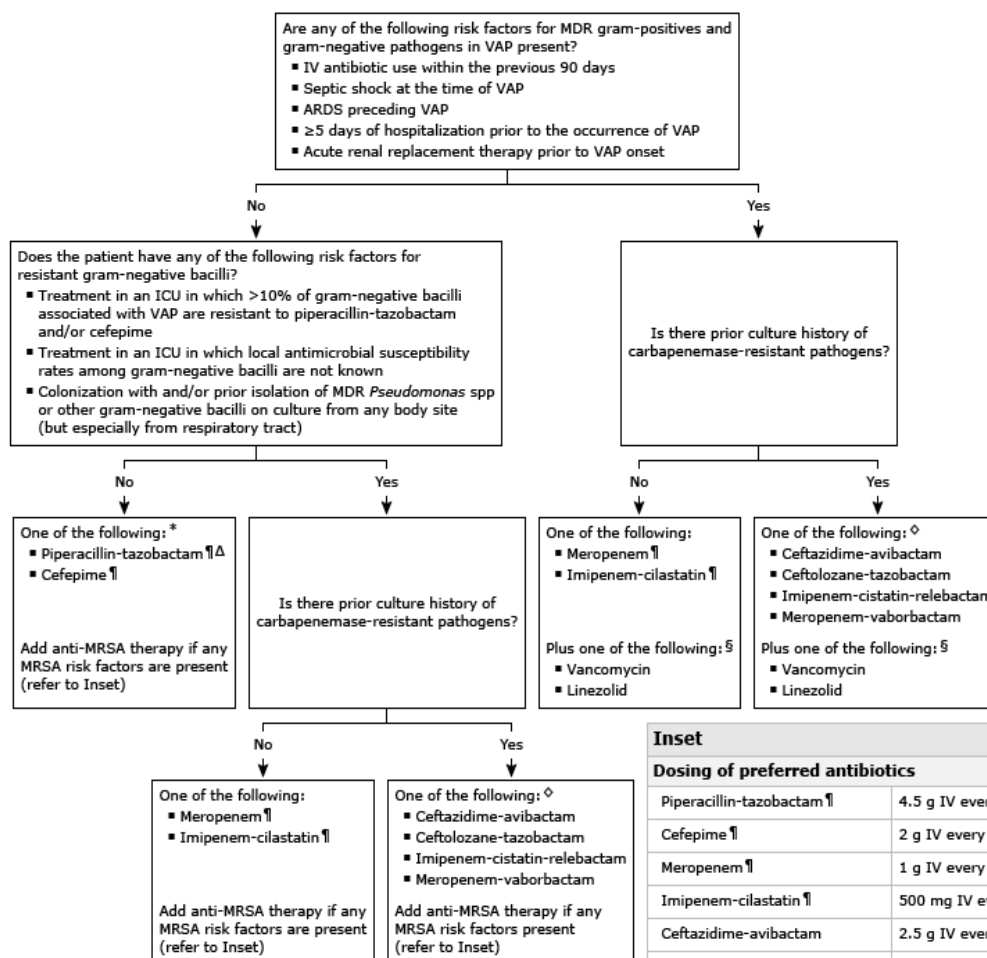 Are any of the following risk factors for MDR gram-positives and
gram-negative pathogens in VAP present?
▪ IV antibiotic use within the previous 90 days
▪ Septic shock at the time of VAP
▪ ARDS preceding VAP
▪ ≥5 days of hospitalization prior to the occurrence of VAP
▪ Acute renal replacement therapy prior to VAP onset
No
Yes
Does the patient have any of the following risk factors for
resistant gram-negative bacilli?
▪ Treatment in an ICU in which >10% of gram-negative bacilli
associated with VAP are resistant to piperacillin-tazobactam
and/or cefepime
▪ Treatment in an ICU in which local antimicrobial susceptibility
rates among gram-negative bacilli are not known
▪ Colonization with and/or prior isolation of MDR Pseudomonas spp
or other gram-negative bacilli on culture from any body site
(but especially from respiratory tract)
Is there prior culture history of
carbapenemase-resistant pathogens?
No
Yes
No
Yes
One of the following: *
▪ Piperacillin-tazobactam ¶Δ
▪ Cefepime ¶
Add anti-MRSA therapy if any
MRSA risk factors are present
(refer to Inset)
Is there prior culture history of
carbapenemase-resistant pathogens?
One of the following:
▪ Meropenem ¶
▪ Imipenem-cilastatin ¶
Plus one of the following: §
▪ Vancomycin
▪ Linezolid
One of the following: ◇
▪ Ceftazidime-avibactam
▪ Ceftolozane-tazobactam
▪ Imipenem-cistatin-relebactam
▪ Meropenem-vaborbactam
Plus one of the following: §
▪ Vancomycin
▪ Linezolid
No
Yes
One of the following:
▪ Meropenem ¶
▪ Imipenem-cilastatin ¶
Add anti-MRSA therapy if any
MRSA risk factors are present
(refer to Inset)
One of the following: ◇
▪ Ceftazidime-avibactam
▪ Ceftolozane-tazobactam
▪ Imipenem-cistatin-relebactam
▪ Meropenem-vaborbactam
Add anti-MRSA therapy if any
MRSA risk factors present
(refer to Inset)
Inset
Dosing of preferred antibiotics
Piperacillin-tazobactam ¶ 4.5 g IV ever
Cefepime ¶ 2 g IV every
Meropenem ¶ 1 g IV every
Imipenem-cilastatin ¶ 500 mg IV e
Ceftazidime-avibactam 2.5 g IV ever